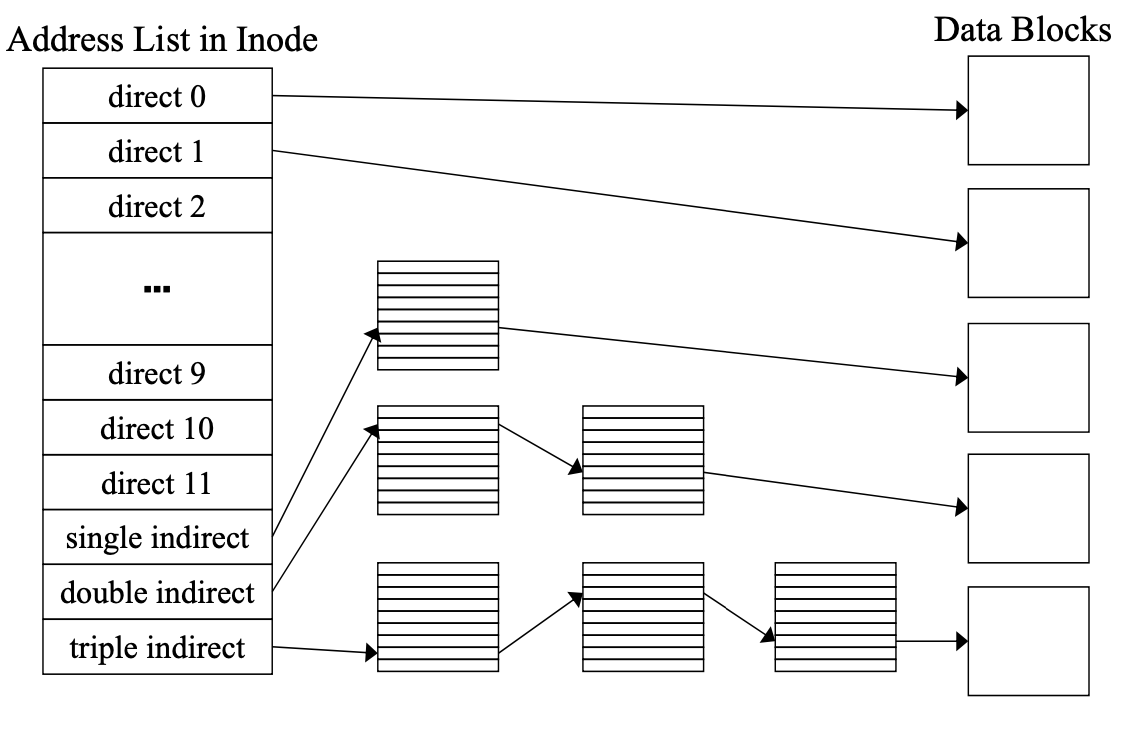 Address List in Inode
Data Blocks
direct 0
direct 1
direct 2
...
direct 9
direct 10
direct 11
single indirect
double indirect
triple indirect